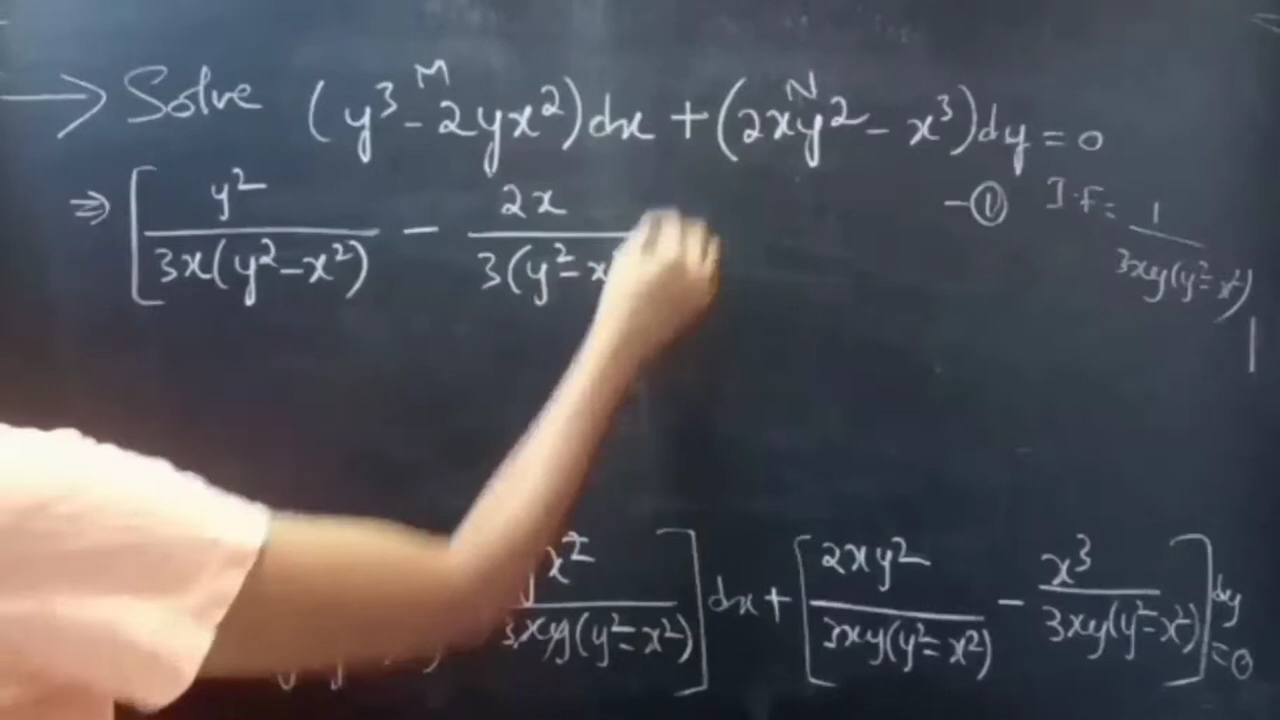 → Solve (y³ - 2yx²)dx + (2xy² - x³)dy = 0
M N
⇒ [ y² / 3x(y² - x²) - 2x / 3(y² - x - ① I.F = 1 / 3xy(y² - x²)
x² / 3xy(y² - x²) ] dx + [ 2xy² / 3xy(y² - x²) - x³ / 3xy(y² - x²) ] dy = 0